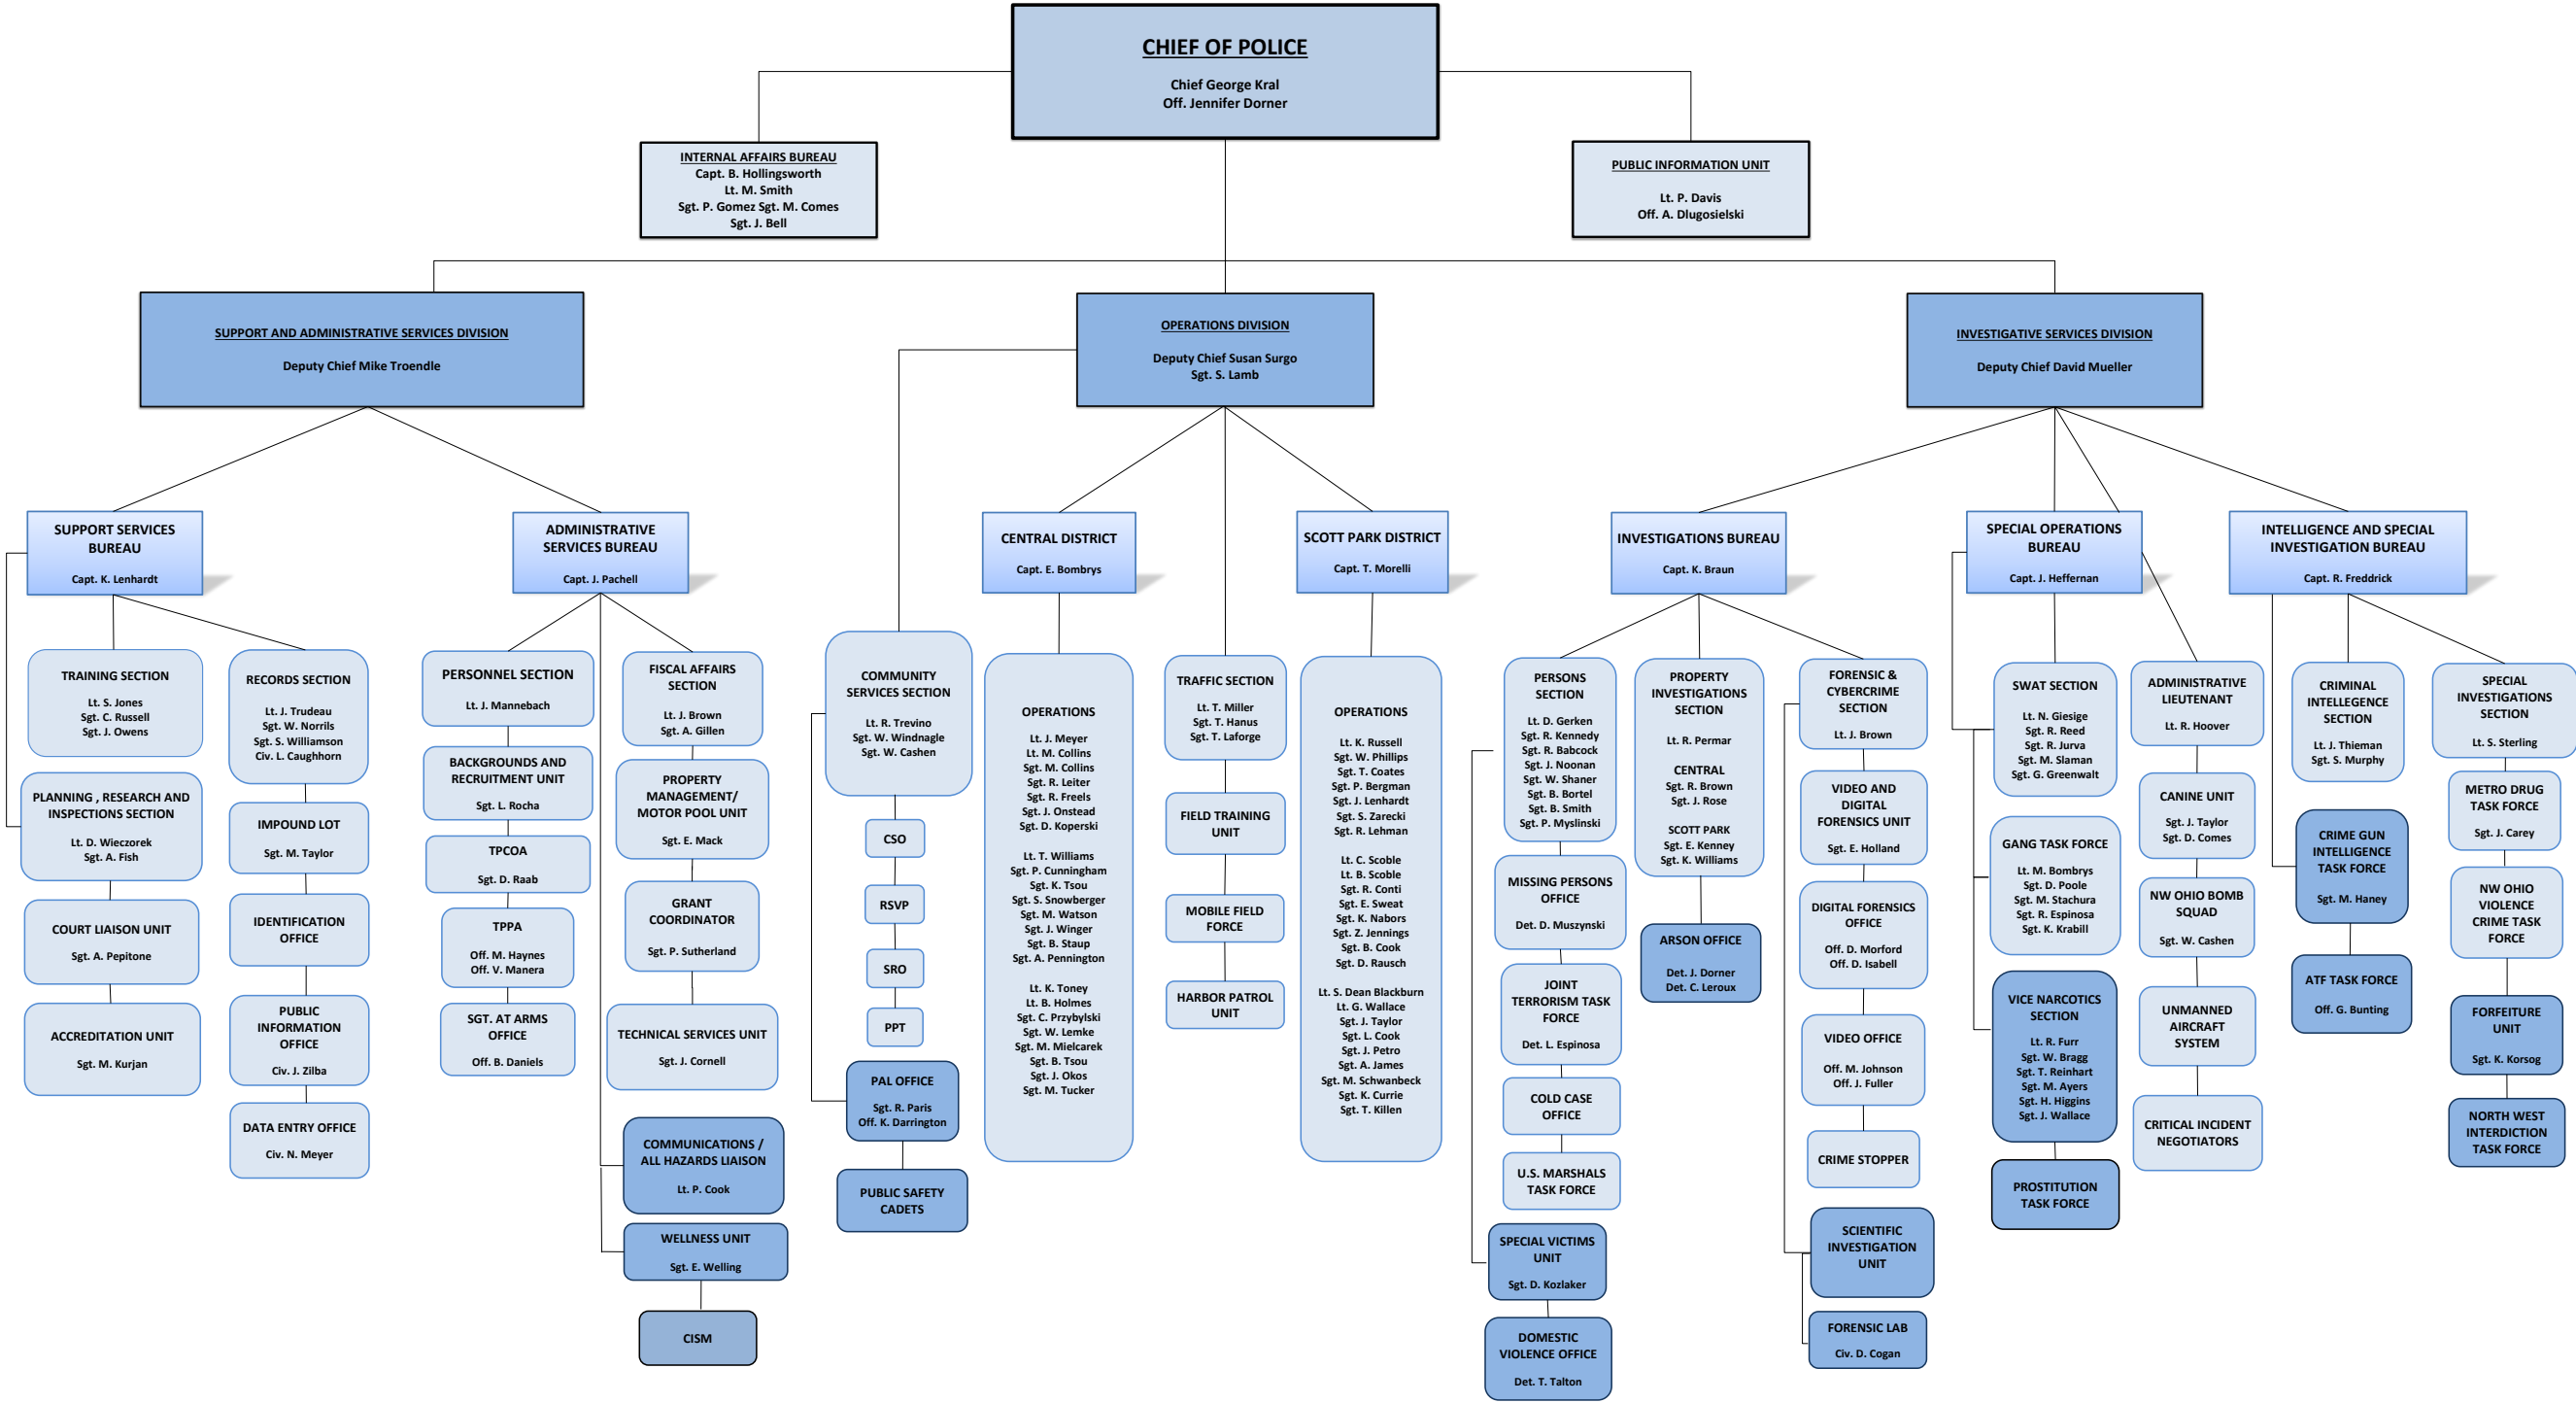 CHIEF OF POLICE
Chief George Kral
Off. Jennifer Dorner
INTERNAL AFFAIRS BUREAU
Capt. B. Hollingsworth
Lt. M. Smith
Sgt. P. Gomez Sgt. M. Comes
Sgt. J. Bell
PUBLIC INFORMATION UNIT
Lt. P. Davis
Off. A. Dlugosielski
SUPPORT AND ADMINISTRATIVE SERVICES DIVISION
Deputy Chief Mike Troendle
OPERATIONS DIVISION
Deputy Chief Susan Surgo
Sgt. S. Lamb
INVESTIGATIVE SERVICES DIVISION
Deputy Chief David Mueller
SUPPORT SERVICES
BUREAU
Capt. K. Lenhardt
ADMINISTRATIVE
SERVICES BUREAU
Capt. J. Pachell
CENTRAL DISTRICT
Capt. E. Bombrys
SCOTT PARK DISTRICT
Capt. T. Morelli
INVESTIGATIONS BUREAU
Capt. K. Braun
SPECIAL OPERATIONS
BUREAU
Capt. J. Heffernan
INTELLIGENCE AND SPECIAL
INVESTIGATION BUREAU
Capt. R. Freddrick
TRAINING SECTION
Lt. S. Jones
Sgt. C. Russell
Sgt. J. Owens
PLANNING , RESEARCH AND
INSPECTIONS SECTION
Lt. D. Wieczorek
Sgt. A. Fish
COURT LIAISON UNIT
Sgt. A. Pepitone
ACCREDITATION UNIT
Sgt. M. Kurjan
RECORDS SECTION
Lt. J. Trudeau
Sgt. W. Norrils
Sgt. S. Williamson
Civ. L. Caughhorn
IMPOUND LOT
Sgt. M. Taylor
IDENTIFICATION
OFFICE
PUBLIC
INFORMATION
OFFICE
Civ. J. Zilba
DATA ENTRY OFFICE
Civ. N. Meyer
PERSONNEL SECTION
Lt. J. Mannebach
BACKGROUNDS AND
RECRUITMENT UNIT
Sgt. L. Rocha
TPCOA
Sgt. D. Raab
TPPA
Off. M. Haynes
Off. V. Manera
SGT. AT ARMS
OFFICE
Off. B. Daniels
FISCAL AFFAIRS
SECTION
Lt. J. Brown
Sgt. A. Gillen
PROPERTY
MANAGEMENT/
MOTOR POOL UNIT
Sgt. E. Mack
GRANT
COORDINATOR
Sgt. P. Sutherland
TECHNICAL SERVICES UNIT
Sgt. J. Cornell
COMMUNICATIONS /
ALL HAZARDS LIAISON
Lt. P. Cook
WELLNESS UNIT
Sgt. E. Welling
CISM
COMMUNITY
SERVICES SECTION
Lt. R. Trevino
Sgt. W. Windnagle
Sgt. W. Cashen
CSO
RSVP
SRO
PPT
PAL OFFICE
Sgt. R. Paris
Off. K. Darrington
PUBLIC SAFETY
CADETS
OPERATIONS
Lt. J. Meyer
Lt. M. Collins
Sgt. M. Collins
Sgt. R. Leiter
Sgt. R. Freels
Sgt. J. Onstead
Sgt. D. Koperski
Lt. T. Williams
Sgt. P. Cunningham
Sgt. K. Tsou
Sgt. S. Snowberger
Sgt. M. Watson
Sgt. J. Winger
Sgt. B. Staup
Sgt. A. Pennington
Lt. K. Toney
Lt. B. Holmes
Sgt. C. Przybylski
Sgt. W. Lemke
Sgt. M. Mielcarek
Sgt. B. Tsou
Sgt. J. Okos
Sgt. M. Tucker
TRAFFIC SECTION
Lt. T. Miller
Sgt. T. Hanus
Sgt. T. Laforge
FIELD TRAINING
UNIT
MOBILE FIELD
FORCE
HARBOR PATROL
UNIT
OPERATIONS
Lt. K. Russell
Sgt. W. Phillips
Sgt. T. Coates
Sgt. P. Bergman
Sgt. J. Lenhardt
Sgt. S. Zarecki
Sgt. R. Lehman
Lt. C. Scoble
Lt. B. Scoble
Sgt. R. Conti
Sgt. E. Sweat
Sgt. K. Nabors
Sgt. Z. Jennings
Sgt. B. Cook
Sgt. D. Rausch
Lt. S. Dean Blackburn
Lt. G. Wallace
Sgt. J. Taylor
Sgt. L. Cook
Sgt. J. Petro
Sgt. A. James
Sgt. M. Schwanbeck
Sgt. K. Currie
Sgt. T. Killen
PERSONS
SECTION
Lt. D. Gerken
Sgt. R. Kennedy
Sgt. R. Babcock
Sgt. J. Noonan
Sgt. W. Shaner
Sgt. B. Bortel
Sgt. B. Smith
Sgt. P. Myslinski
MISSING PERSONS
OFFICE
Det. D. Muszynski
JOINT
TERRORISM TASK
FORCE
Det. L. Espinosa
COLD CASE
OFFICE
U.S. MARSHALS
TASK FORCE
SPECIAL VICTIMS
UNIT
Sgt. D. Kozlaker
DOMESTIC
VIOLENCE OFFICE
Det. T. Talton
PROPERTY
INVESTIGATIONS
SECTION
Lt. R. Permar
CENTRAL
Sgt. R. Brown
Sgt. J. Rose
SCOTT PARK
Sgt. E. Kenney
Sgt. K. Williams
ARSON OFFICE
Det. J. Dorner
Det. C. Leroux
FORENSIC &
CYBERCRIME
SECTION
Lt. J. Brown
VIDEO AND
DIGITAL
FORENSICS UNIT
Sgt. E. Holland
DIGITAL FORENSICS
OFFICE
Off. D. Morford
Off. D. Isabell
VIDEO OFFICE
Off. M. Johnson
Off. J. Fuller
CRIME STOPPER
SCIENTIFIC
INVESTIGATION
UNIT
FORENSIC LAB
Civ. D. Cogan
SWAT SECTION
Lt. N. Giesige
Sgt. R. Reed
Sgt. R. Jurva
Sgt. M. Slaman
Sgt. G. Greenwalt
GANG TASK FORCE
Lt. M. Bombrys
Sgt. D. Poole
Sgt. M. Stachura
Sgt. R. Espinosa
Sgt. K. Krabill
VICE NARCOTICS
SECTION
Lt. R. Furr
Sgt. W. Bragg
Sgt. T. Reinhart
Sgt. M. Ayers
Sgt. H. Higgins
Sgt. J. Wallace
PROSTITUTION
TASK FORCE
ADMINISTRATIVE
LIEUTENANT
Lt. R. Hoover
CANINE UNIT
Sgt. J. Taylor
Sgt. D. Comes
NW OHIO BOMB
SQUAD
Sgt. W. Cashen
UNMANNED
AIRCRAFT
SYSTEM
CRITICAL INCIDENT
NEGOTIATORS
CRIMINAL
INTELLEGENCE
SECTION
Lt. J. Thieman
Sgt. S. Murphy
CRIME GUN
INTELLIGENCE
TASK FORCE
Sgt. M. Haney
ATF TASK FORCE
Off. G. Bunting
SPECIAL
INVESTIGATIONS
SECTION
Lt. S. Sterling
METRO DRUG
TASK FORCE
Sgt. J. Carey
NW OHIO
VIOLENCE
CRIME TASK
FORCE
FORFEITURE
UNIT
Sgt. K. Korsog
NORTH WEST
INTERDICTION
TASK FORCE